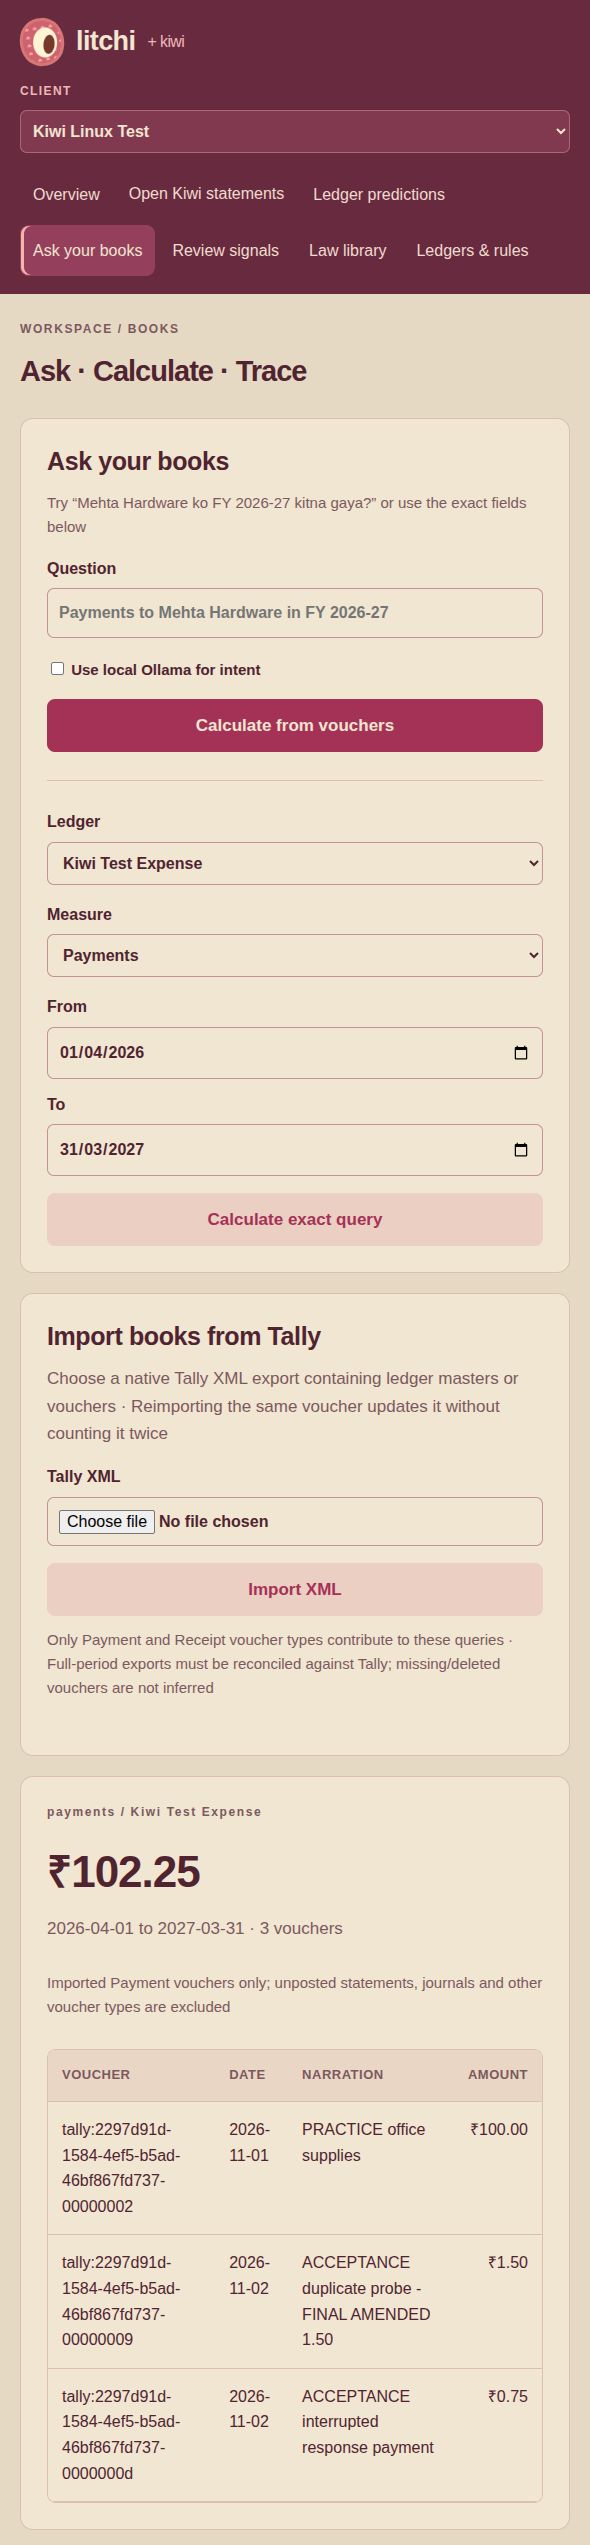 litchi + kiwi
CLIENT
Kiwi Linux Test
Overview Open Kiwi statements Ledger predictions
Ask your books Review signals Law library Ledgers & rules
WORKSPACE / BOOKS
Ask · Calculate · Trace
Ask your books
Try “Mehta Hardware ko FY 2026-27 kitna gaya?” or use the exact fields
below
Question
Payments to Mehta Hardware in FY 2026-27
Use local Ollama for intent
Calculate from vouchers
Ledger
Kiwi Test Expense
Measure
Payments
From
01/04/2026
To
31/03/2027
Calculate exact query
Import books from Tally
Choose a native Tally XML export containing ledger masters or
vouchers · Reimporting the same voucher updates it without
counting it twice
Tally XML
Choose file No file chosen
Import XML
Only Payment and Receipt voucher types contribute to these queries ·
Full-period exports must be reconciled against Tally; missing/deleted
vouchers are not inferred
payments / Kiwi Test Expense
₹102.25
2026-04-01 to 2027-03-31 · 3 vouchers
Imported Payment vouchers only; unposted statements, journals and other
voucher types are excluded
VOUCHER DATE NARRATION AMOUNT
tally:2297d91d- 2026- PRACTICE office ₹100.00
1584-4ef5-b5ad- 11-01 supplies
46bf867fd737-
00000002
tally:2297d91d- 2026- ACCEPTANCE ₹1.50
1584-4ef5-b5ad- 11-02 duplicate probe -
46bf867fd737- FINAL AMENDED
00000009 1.50
tally:2297d91d- 2026- ACCEPTANCE ₹0.75
1584-4ef5-b5ad- 11-02 interrupted
46bf867fd737- response payment
0000000d